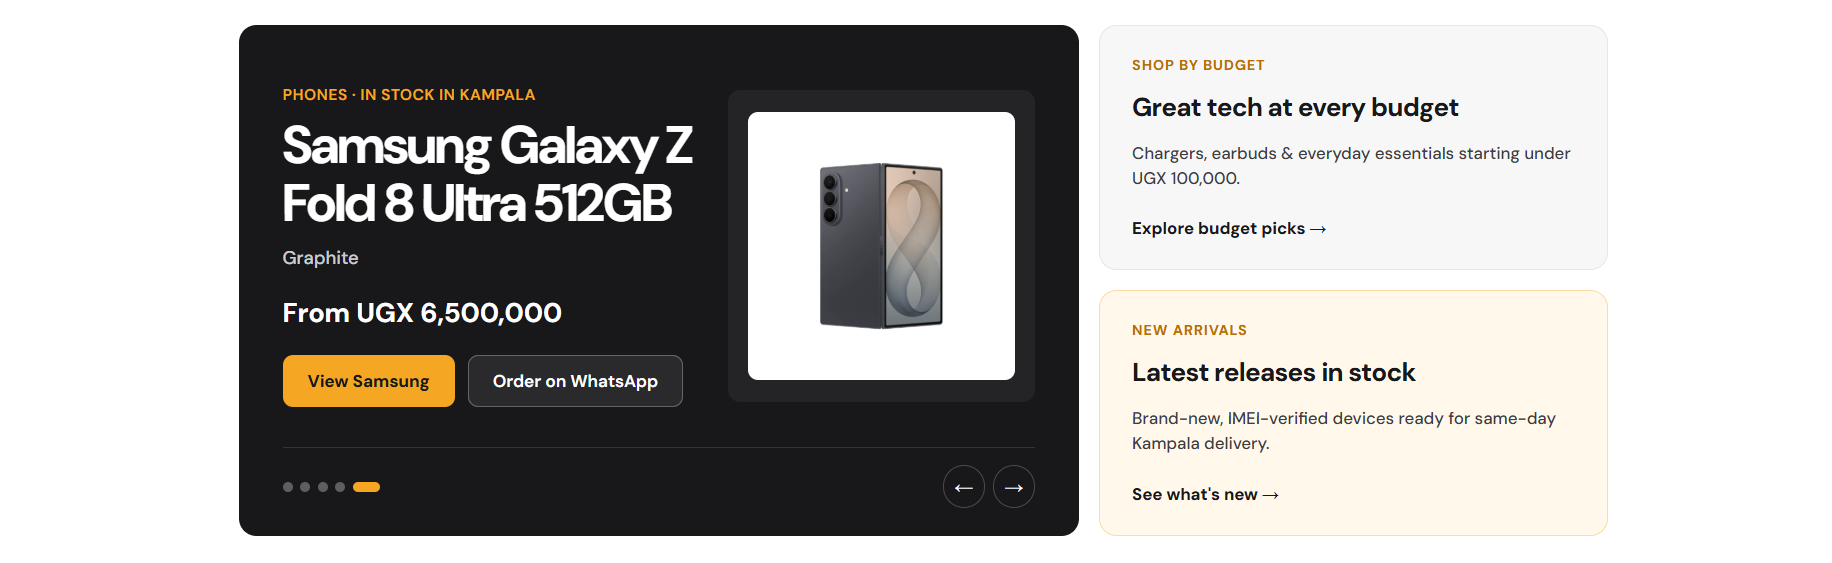 PHONES · IN STOCK IN KAMPALA
Samsung Galaxy Z
Fold 8 Ultra 512GB
Graphite
From UGX 6,500,000
View Samsung
Order on WhatsApp
← →
SHOP BY BUDGET
Great tech at every budget
Chargers, earbuds & everyday essentials starting under
UGX 100,000.
Explore budget picks →
NEW ARRIVALS
Latest releases in stock
Brand-new, IMEI-verified devices ready for same-day
Kampala delivery.
See what's new →